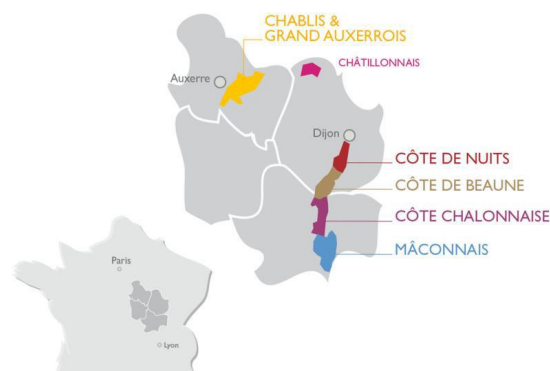 CHABLIS &
GRAND AUXERROIS
CHÂTILLONNAIS
Auxerre
Dijon
CÔTE DE NUITS
CÔTE DE BEAUNE
CÔTE CHALONNAISE
MÂCONNAIS
Paris
Lyon